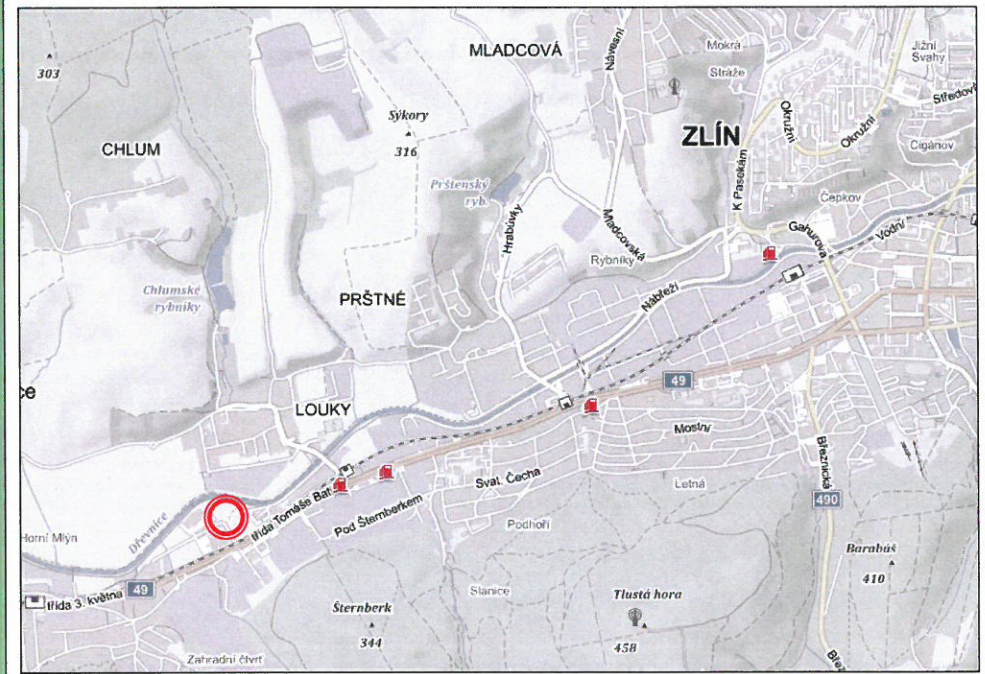 MLADCOVÁ
Návesní
Mokrá
Stráže
Jižní
Svahy
Středová
303
Sýkory
316
CHLUM
ZLÍN
Okružní
Okružní
Cigánov
K Pasekám
Prštenský
ryb.
Čepkov
Hrabůvky
Mladcovská
Gahurova
Vodní
Rybníky
Chlumské
rybníky
PRŠTNÉ
Nábřeží
ce
49
LOUKY
Mostní
Březnická
Svat. Čecha
Letná
třída Tomáše Bati
490
Pod Šternberkem
Podhoří
Horní Mlýn
Dřevnice
Barabáš
410
49
třída 3. května
Slanice
Tlustá hora
Šternberk
344
458
Zahradní čtvrť
Břez